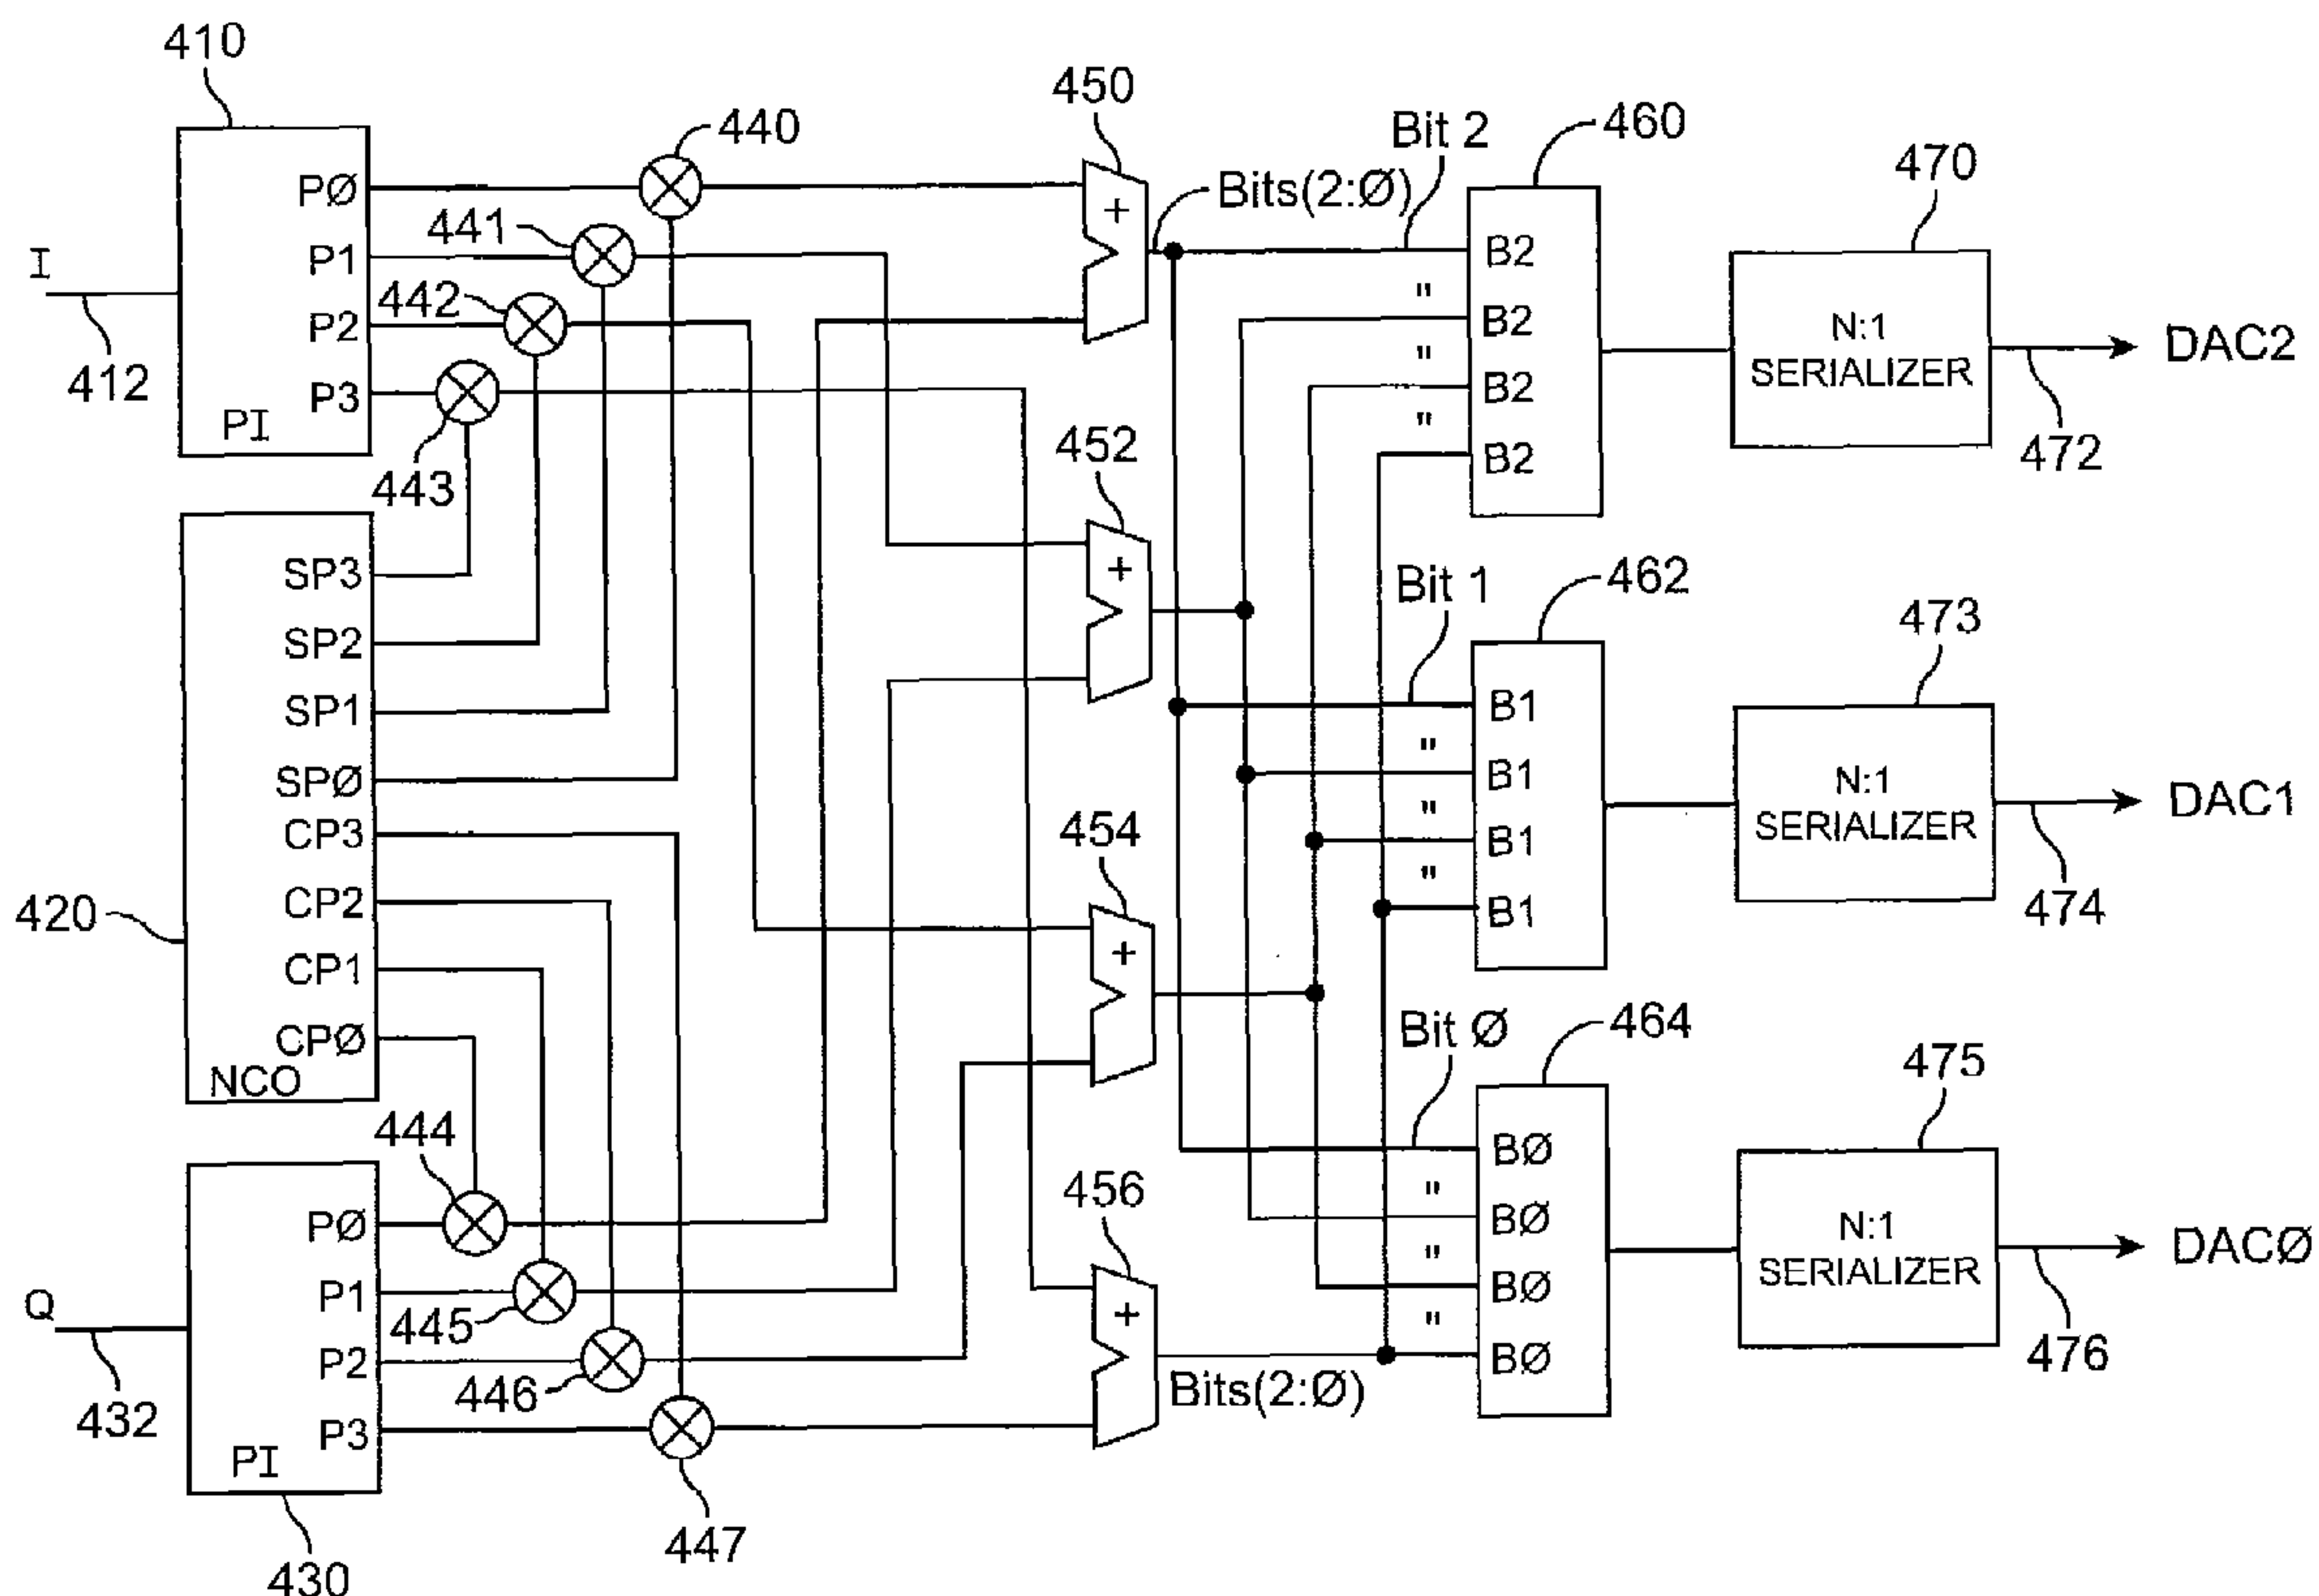 410
440
450
Bit 2
460
470
PØ
+
Bits(2:Ø)
441
B2
I
P1
442
"
P2
B2
N:1
SERIALIZER
DAC2
"
412
P3
B2
PI
"
443
452
B2
472
SP3
+
Bit 1
462
473
SP2
SP1
B1
"
SPØ
B1
N:1
SERIALIZER
DAC1
CP3
454
"
B1
CP2
"
420
B1
474
+
CP1
Bit Ø
464
475
CPØ
NCO
444
BØ
456
"
PØ
BØ
N:1
SERIALIZER
DACØ
"
Q
P1
BØ
445
+
"
P2
BØ
476
446
Bits(2:Ø)
432
P3
PI
447
430